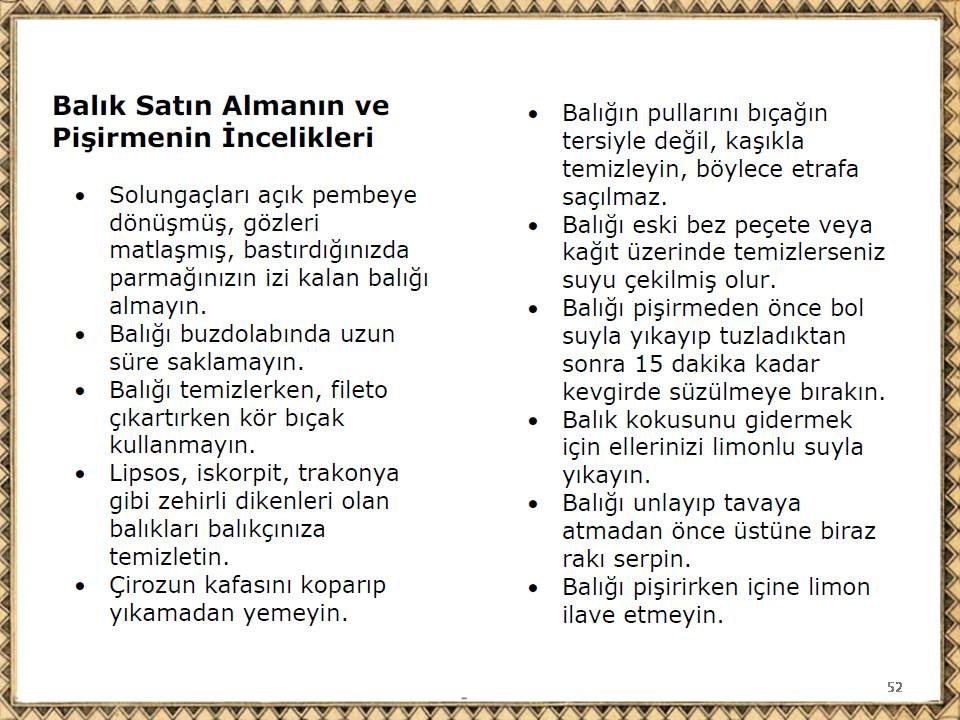 Balık Satın Almanın ve
Pişirmenin İncelikleri
• Solungaçları açık pembeye
dönüşmüş, gözleri
matlaşmış, bastırdığınızda
parmağınızın izi kalan balığı
almayın.
• Balığı buzdolabında uzun
süre saklamayın.
• Balığı temizlerken, fileto
çıkartırken kör bıçak
kullanmayın.
• Lipsos, iskorpit, trakonya
gibi zehirli dikenleri olan
balıkları balıkçınıza
temizletin.
• Çirozun kafasını koparıp
yıkamadan yemeyin.
• Balığın pullarını bıçağın
tersiyle değil, kaşıkla
temizleyin, böylece etrafa
saçılmaz.
• Balığı eski bez peçete veya
kağıt üzerinde temizlerseniz
suyu çekilmiş olur.
• Balığı pişirmeden önce bol
suyla yıkayıp tuzladıktan
sonra 15 dakika kadar
kevgirde süzülmeye bırakın.
• Balık kokusunu gidermek
için ellerinizi limonlu suyla
yıkayın.
• Balığı unlayıp tavaya
atmadan önce üstüne biraz
rakı serpin.
• Balığı pişirirken içine limon
ilave etmeyin.
-
52